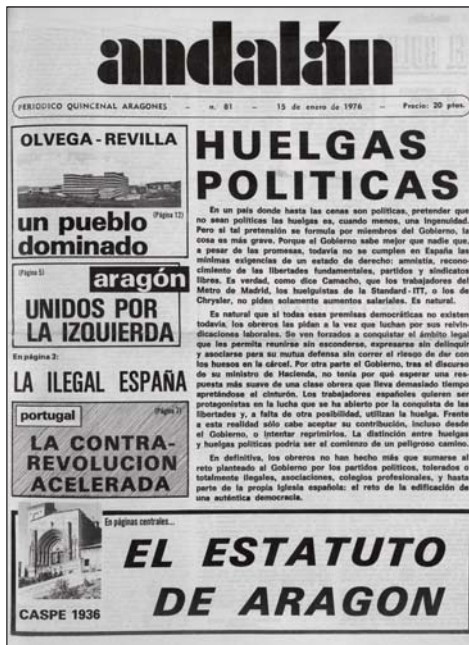 andalán
PERIODICO QUINCENAL ARAGONES - n.º 81 - 15 de enero de 1976 - Precio: 20 ptas.
OLVEGA - REVILLA
un pueblo
(Página 12)
dominado
(Página 5)
aragón
UNIDOS POR
LA IZQUIERDA
En página 3:
LA ILEGAL ESPAÑA
portugal
LA CONTRA-
REVOLUCION
ACELERADA
HUELGAS
POLITICAS
En un país donde hasta las cenas son políticas, pretender que
no sean políticas las huelgas es, cuando menos, una ingenuidad.
Pero si tal pretensión se formula por miembros del Gobierno, la
cosa es más grave. Porque el Gobierno sabe mejor que nadie que,
a pesar de las promesas, todavía no se cumplen en España las
mínimas exigencias de un estado de derecho: amnistía, recono-
cimiento de las libertades fundamentales, partidos y sindicatos
libres. Es verdad, como dice Camacho, que los trabajadores del
Metro de Madrid, los huelguistas de la Standard-ITT, o los de
Chrysler, no piden solamente aumentos salariales. Es natural.
Es natural que si todas esas premisas democráticas no existen
todavía, los obreros las pidan a la vez que luchan por sus reivin-
dicaciones laborales. Se ven forzados a conquistar el ámbito legal
que les permita reunirse sin esconderse, expresarse sin delinquir
y asociarse para su mutua defensa sin correr el riesgo de dar con
los huesos en la cárcel. Por otra parte el Gobierno, tras el discurso
de su ministro de Hacienda, no tenía por qué esperar una res-
puesta más suave de una clase obrera que lleva demasiado tiempo
apretándose el cinturón. Los trabajadores españoles quieren ser
protagonistas en la lucha que se ha abierto por la conquista de las
libertades y, a falta de otra posibilidad, utilizan la huelga. Frente
a esta realidad sólo cabe aceptar su contribución, incluso desde
el Gobierno, o intentar reprimirlos. La distinción entre huelgas
y huelgas políticas podría ser el comienzo de un peligroso camino.
En definitiva, los obreros no han hecho más que sumarse al
reto planteado al Gobierno por los partidos políticos, tolerados o
totalmente ilegales, asociaciones, colegios profesionales, y hasta
parte de la propia Iglesia española: el reto de la edificación de
una auténtica democracia.
En páginas centrales...
EL ESTATUTO
DE ARAGON
CASPE 1936